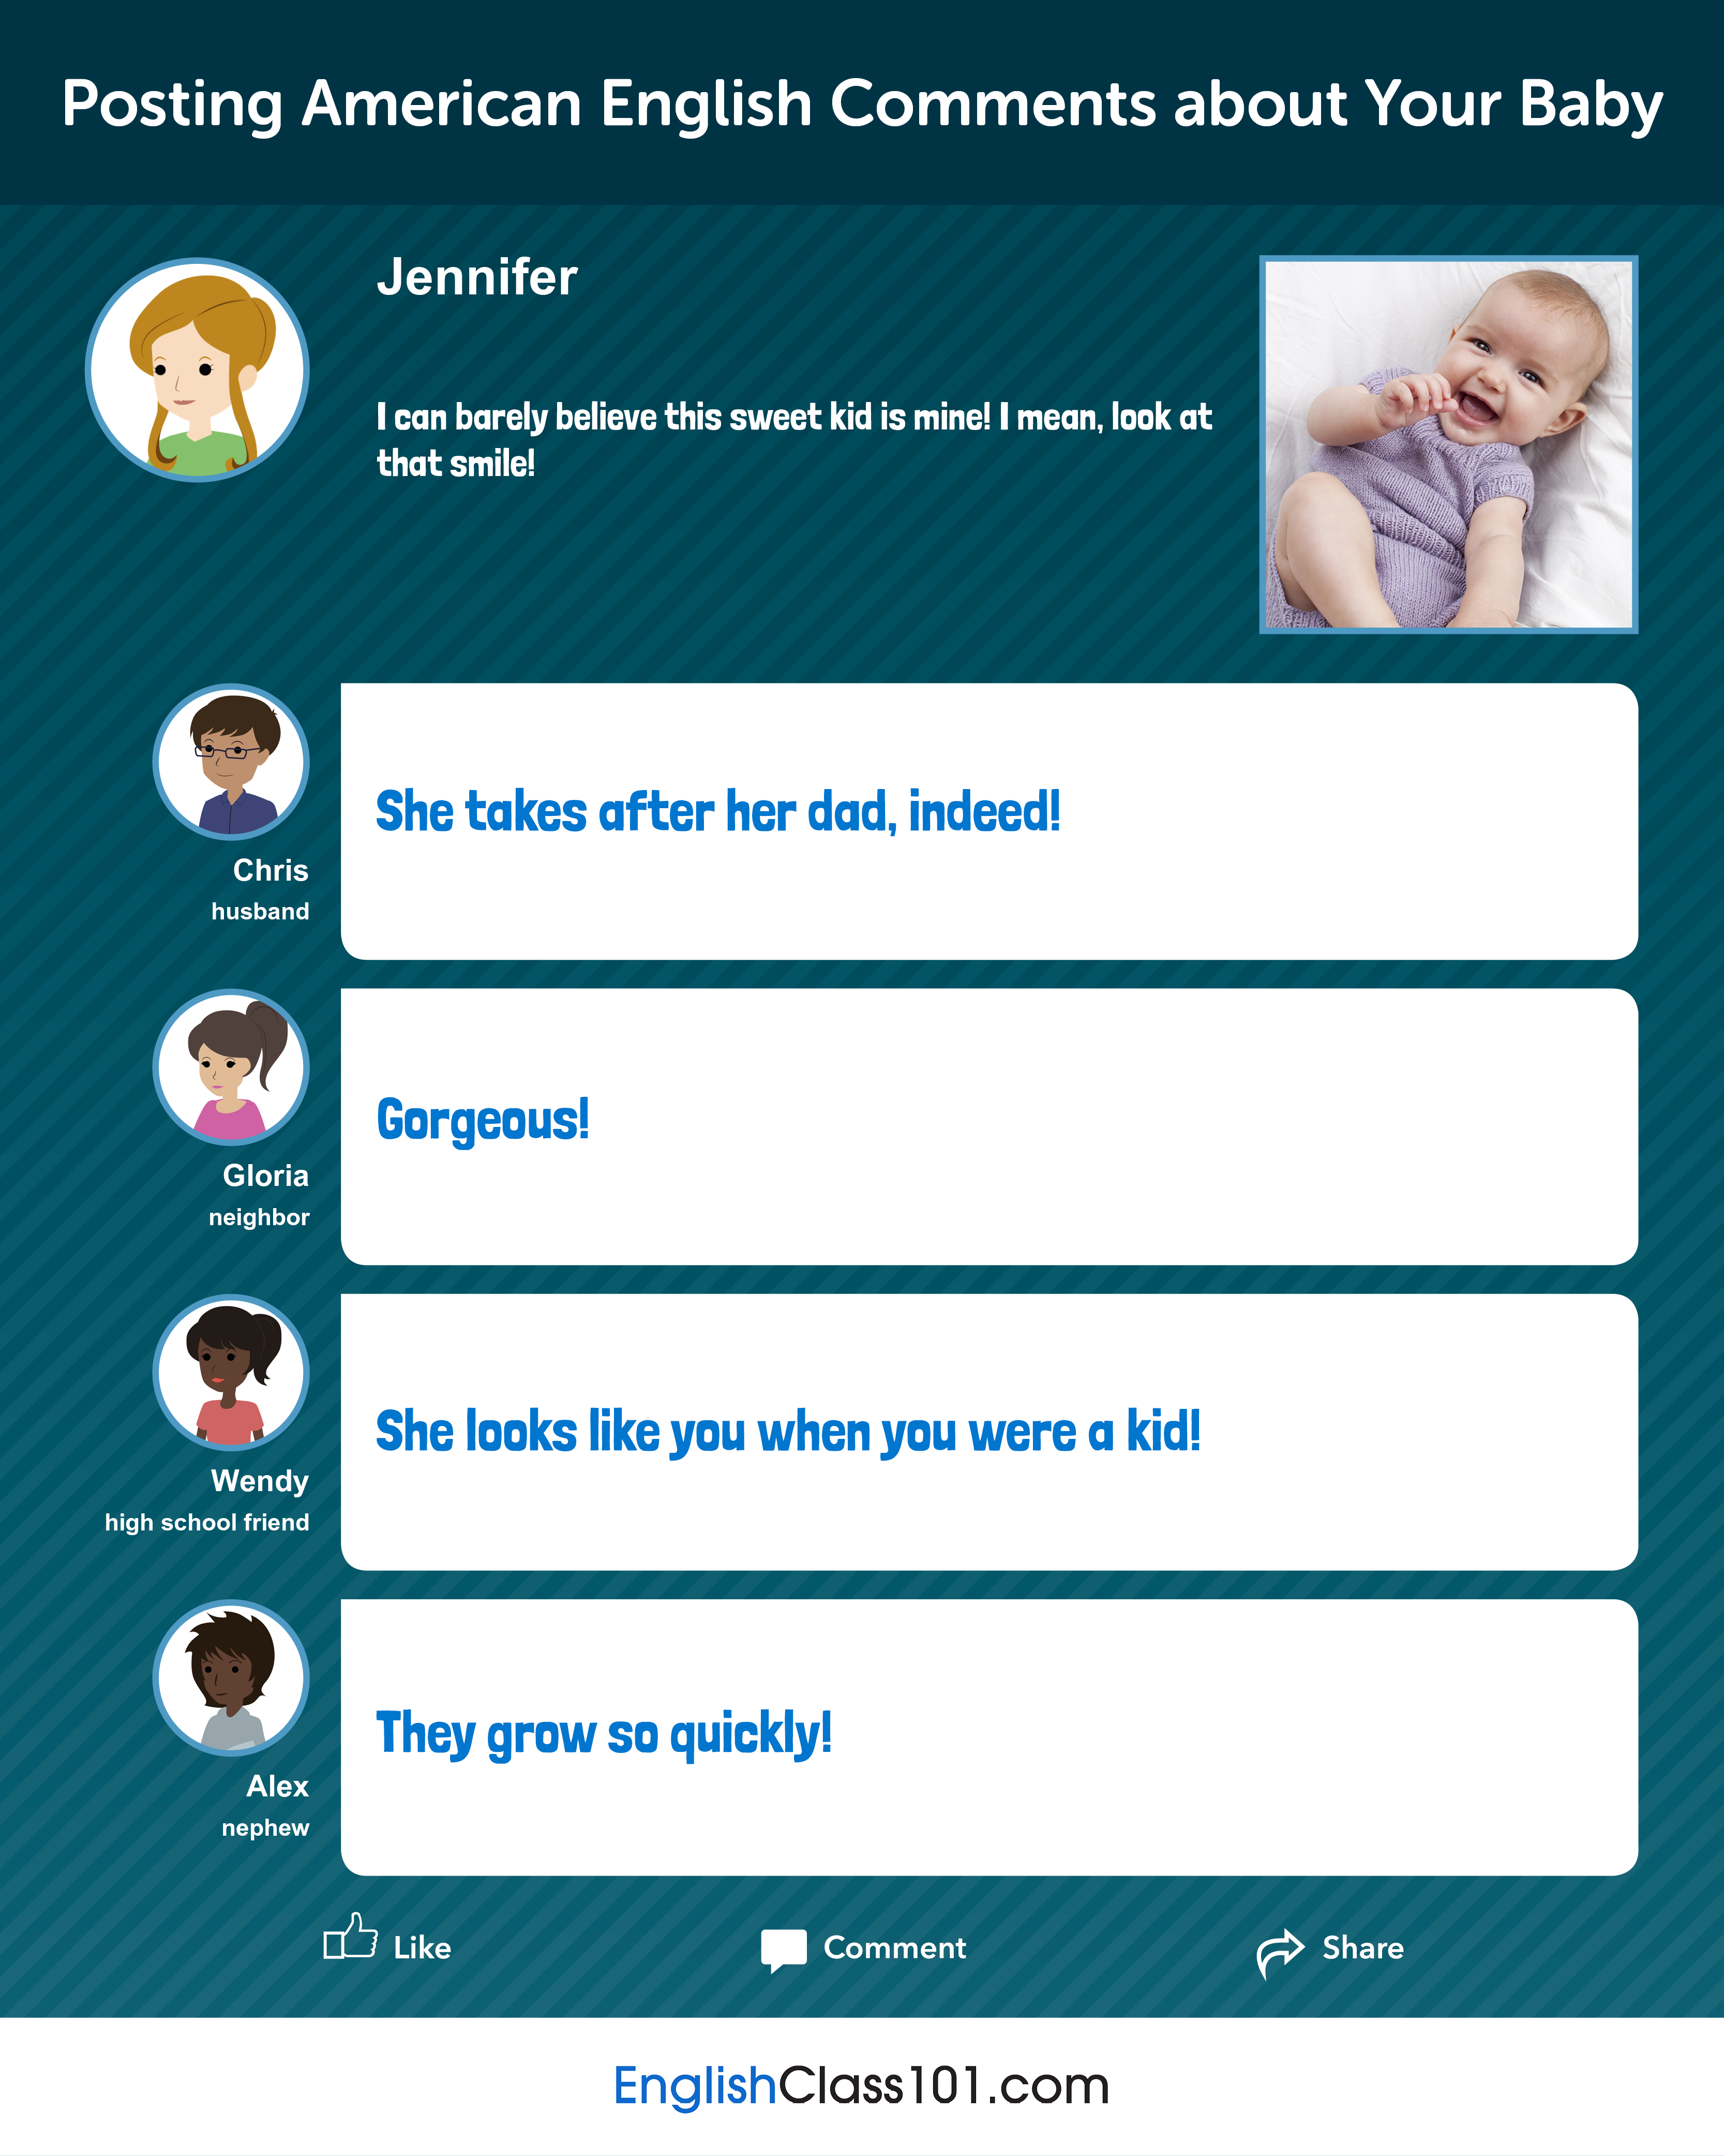 Posting American English Comments about Your Baby
Jennifer
I can barely believe this sweet kid is mine! I mean, look at
that smile!
She takes after her dad, indeed!
Chris
husband
Gorgeous!
Gloria
neighbor
She looks like you when you were a kid!
Wendy
high school friend
They grow so quickly!
Alex
nephew
Like
Comment
Share
EnglishClass101.com